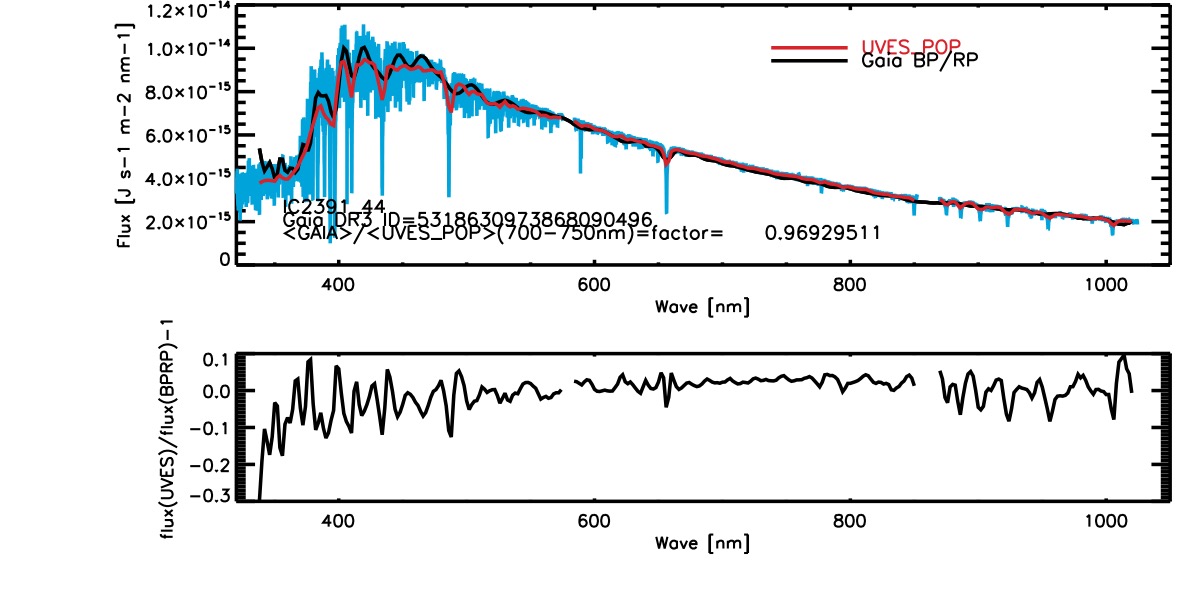 1.2×10⁻¹⁴
1.0×10⁻¹⁴
8.0×10⁻¹⁵
6.0×10⁻¹⁵
4.0×10⁻¹⁵
2.0×10⁻¹⁵
0
Flux [J s−1 m−2 nm−1]
UVES_POP
Gaia BP/RP
IC2391_44
Gaia DR3 ID=5318630973868090496
<GAIA>/<UVES_POP>(700−750nm)=factor= 0.96929511
400 600 800 1000
Wave [nm]
0.1
0.0
−0.1
−0.2
−0.3
flux(UVES)/flux(BPRP)−1
400 600 800 1000
Wave [nm]